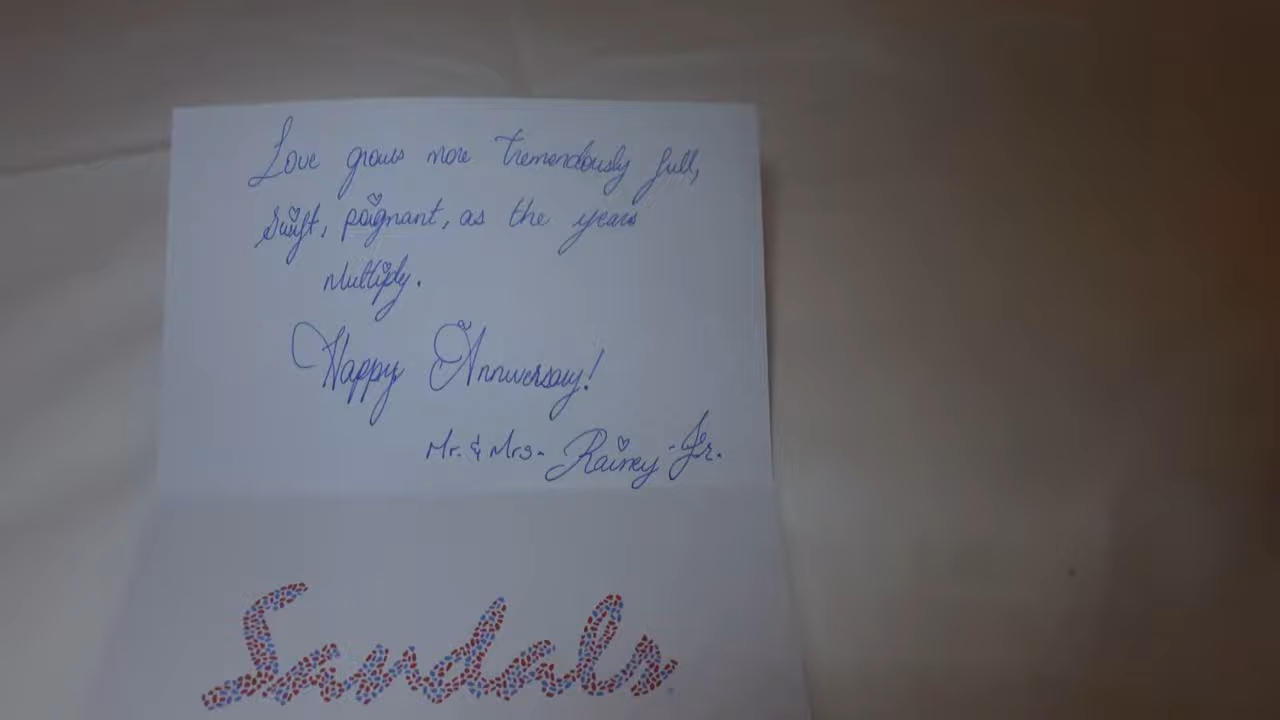 Love grows more tremendously full,
swift, poignant, as the years
multiply.
Happy Anniversary!
Mr. & Mrs. Rainey Jr.
Sandals